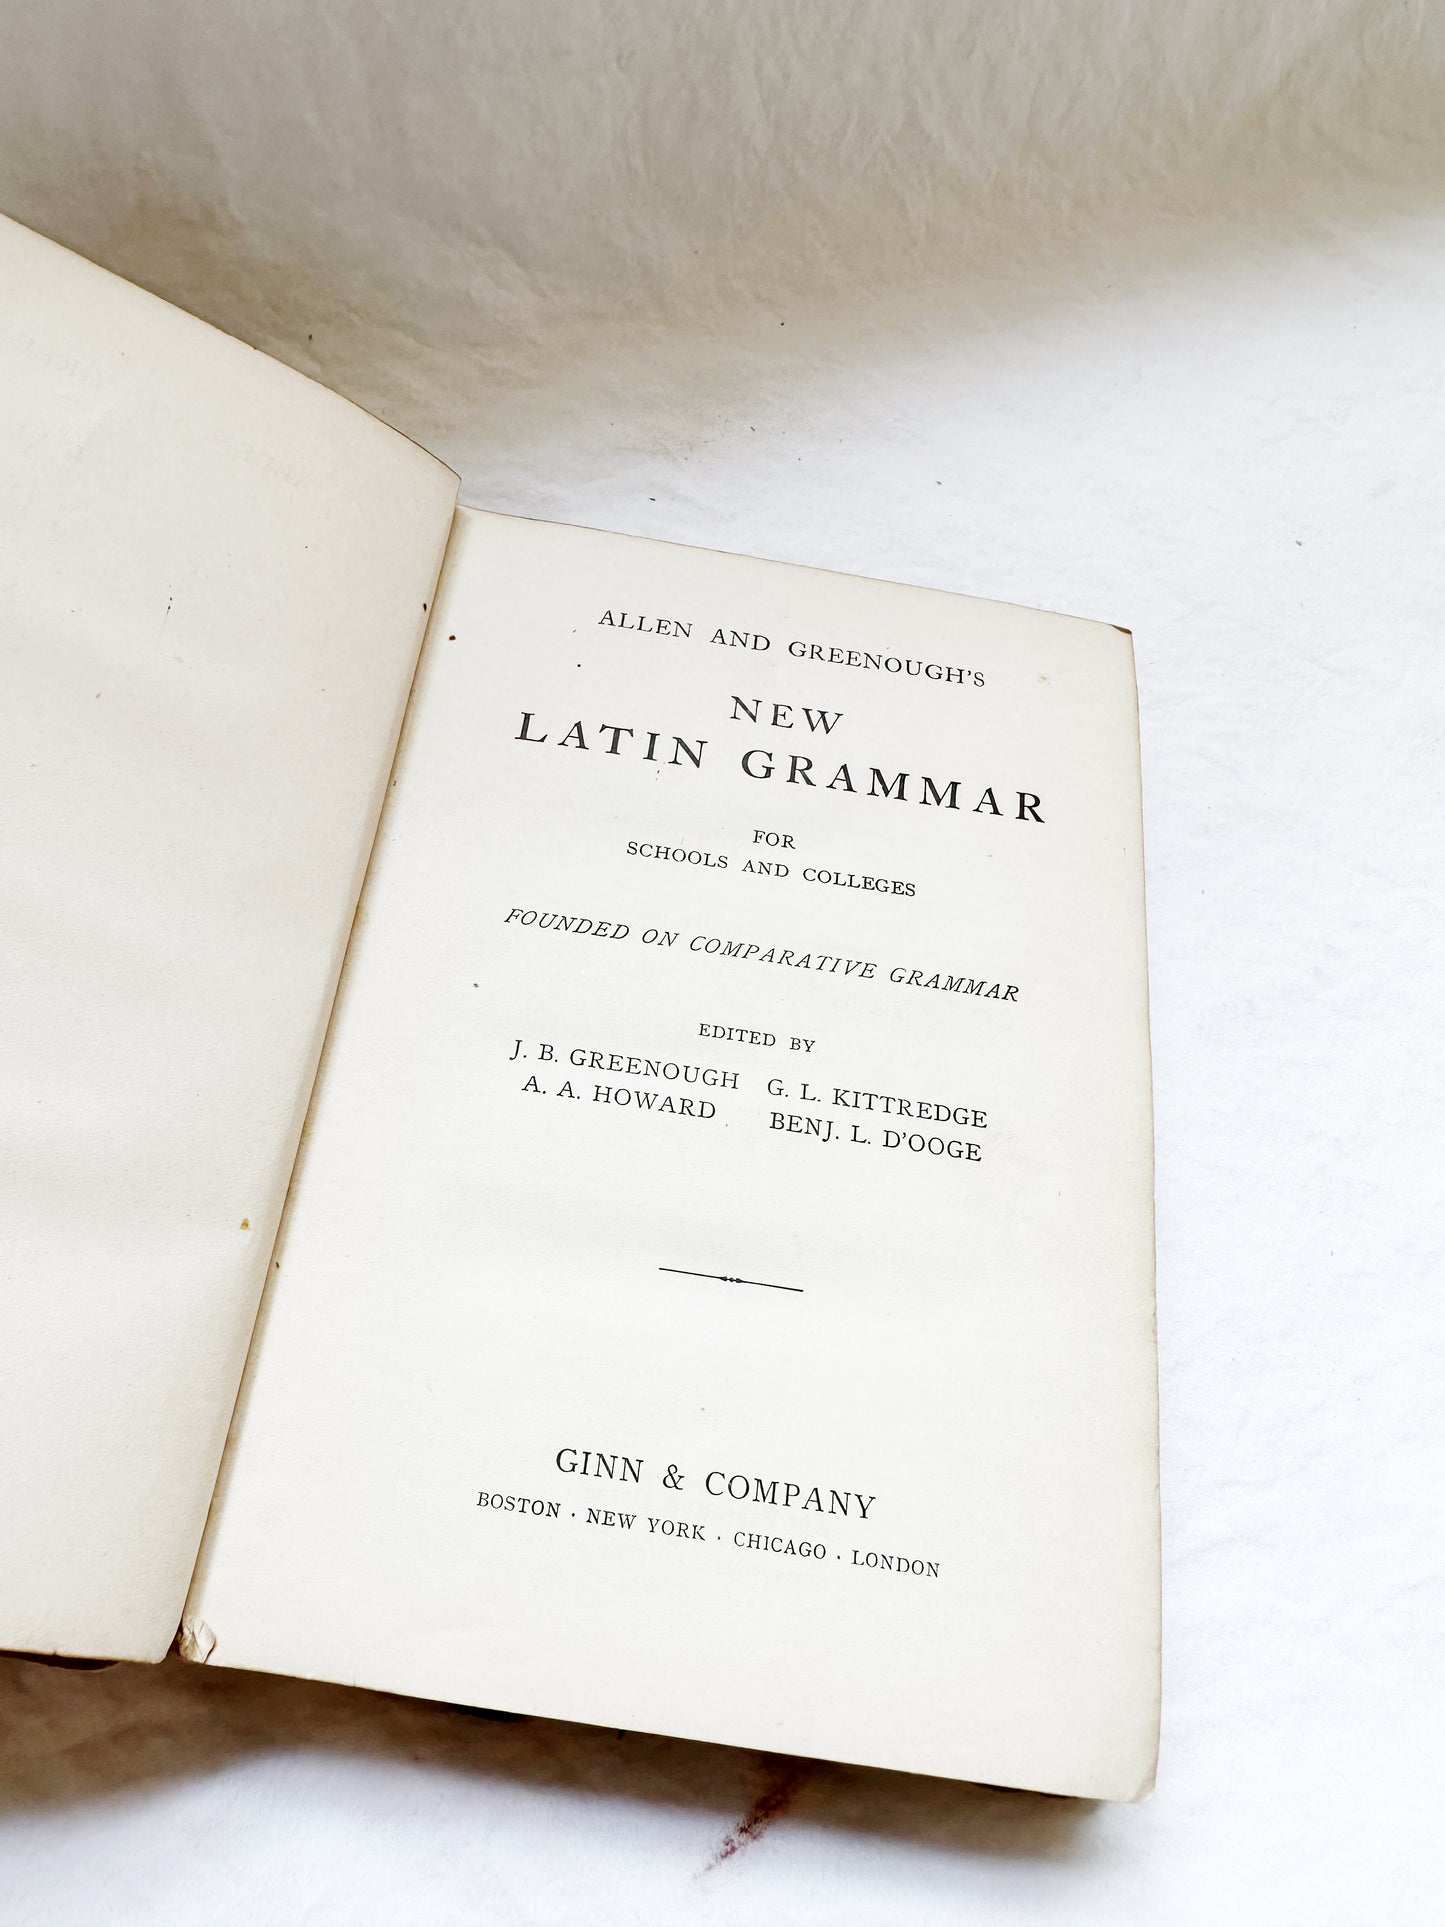 ALLEN AND GREENOUGH'S
NEW
LATIN GRAMMAR
FOR
SCHOOLS AND COLLEGES
FOUNDED ON COMPARATIVE GRAMMAR
EDITED BY
J. B. GREENOUGH G. L. KITTREDGE
A. A. HOWARD BENJ. L. D'OOGE
GINN & COMPANY
BOSTON · NEW YORK · CHICAGO · LONDON